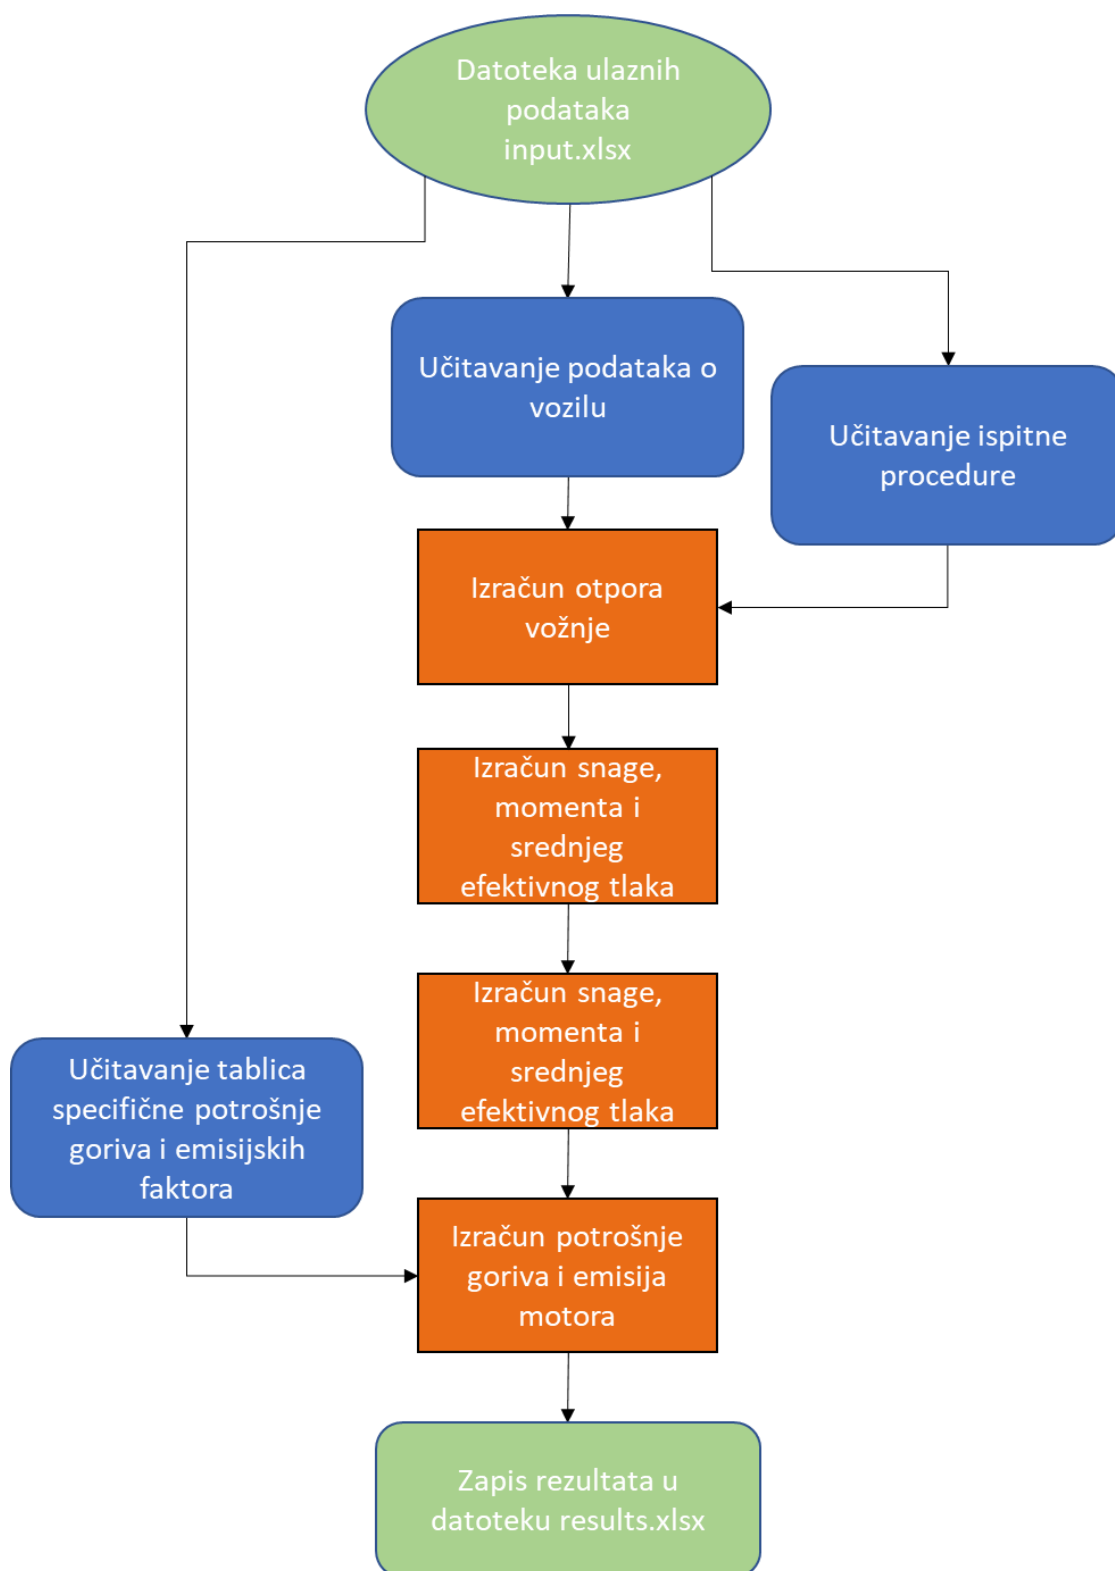 Datoteka ulaznih
podataka
input.xlsx
Učitavanje podataka o
vozilu
Učitavanje ispitne
procedure
Izračun otpora
vožnje
Izračun snage,
momenta i
srednjeg
efektivnog tlaka
Izračun snage,
momenta i
srednjeg
efektivnog tlaka
Učitavanje tablica
specifične potrošnje
goriva i emisijskih
faktora
Izračun potrošnje
goriva i emisija
motora
Zapis rezultata u
datoteku results.xlsx